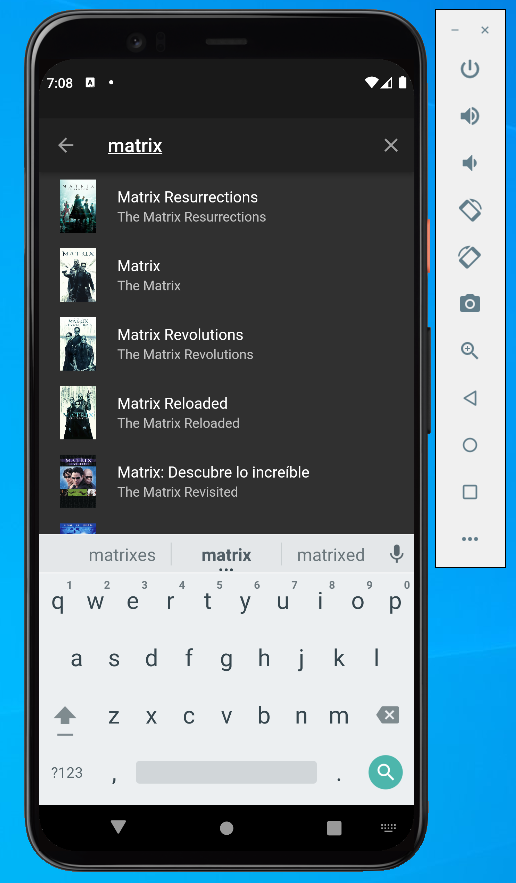 7:08 A
matrix
Matrix Resurrections
The Matrix Resurrections
MATRIX
Matrix
The Matrix
Matrix Revolutions
The Matrix Revolutions
Matrix Reloaded
The Matrix Reloaded
MATRIX
Matrix: Descubre lo increíble
The Matrix Revisited
matrixes matrix matrixed
1 2 3 4 5 6 7 8 9 0
q w e r t y u i o p
a s d f g h j k l
z x c v b n m
?123 , .